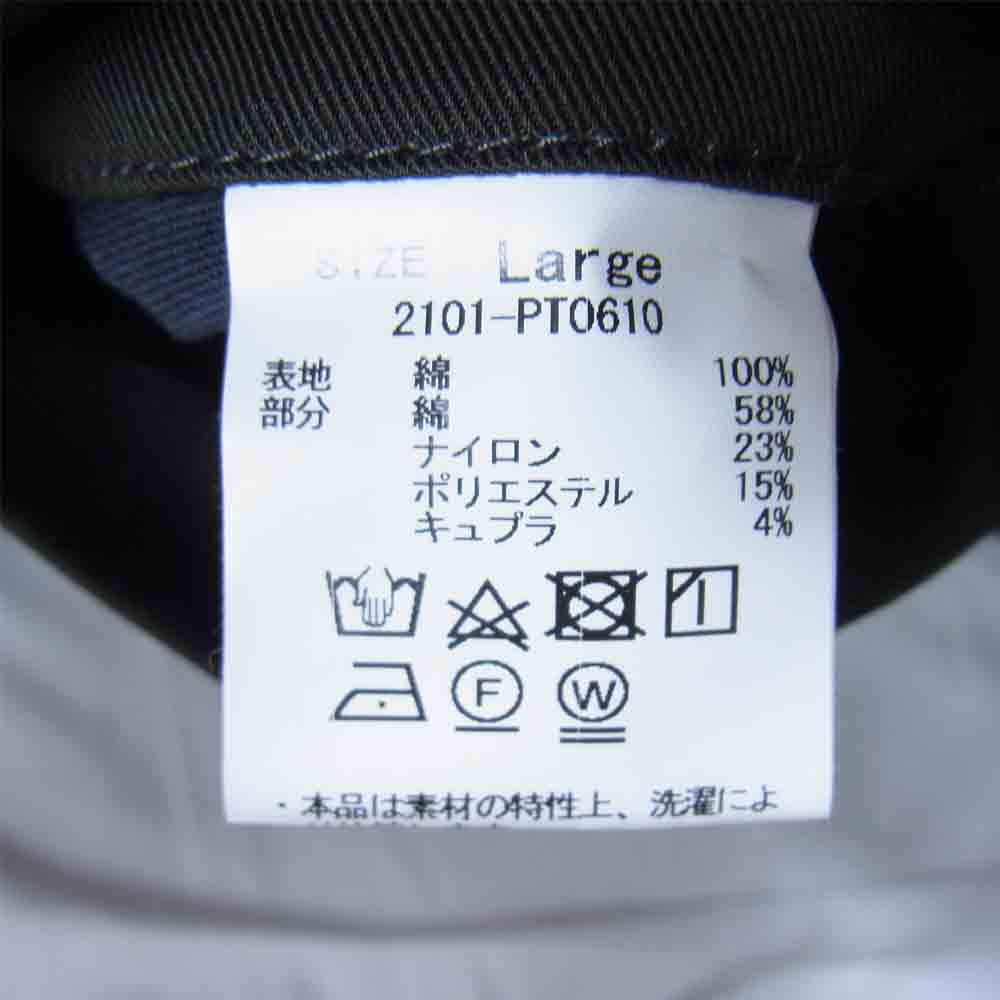 SIZE Large
2101-PT0610
表地 綿 100%
部分 綿 58%
ナイロン 23%
ポリエステル 15%
キュプラ 4%
F W
・本品は素材の特性上、洗濯によ